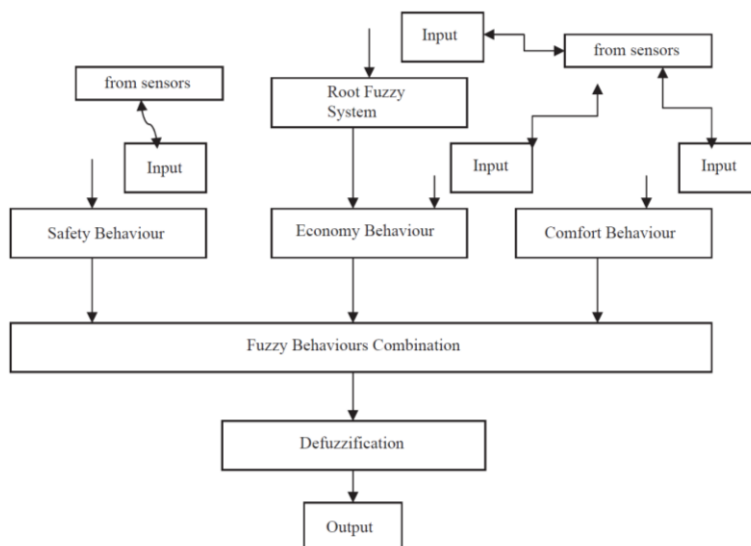 Input
from sensors
from sensors
Root Fuzzy
System
Input
Input
Input
Safety Behaviour
Economy Behaviour
Comfort Behaviour
Fuzzy Behaviours Combination
Defuzzification
Output